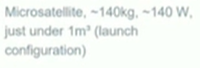 Microsatellite, ~140kg, ~140 W,
just under 1m³ (launch
configuration)